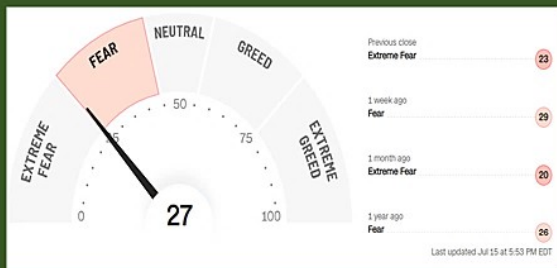 FEAR
NEUTRAL
GREED
EXTREME
FEAR
EXTREME
GREED
0
25
50
75
100
27
Previous close
Extreme Fear
23
1 week ago
Fear
29
1 month ago
Extreme Fear
20
1 year ago
Fear
26
Last updated Jul 15 at 5:53 PM EDT